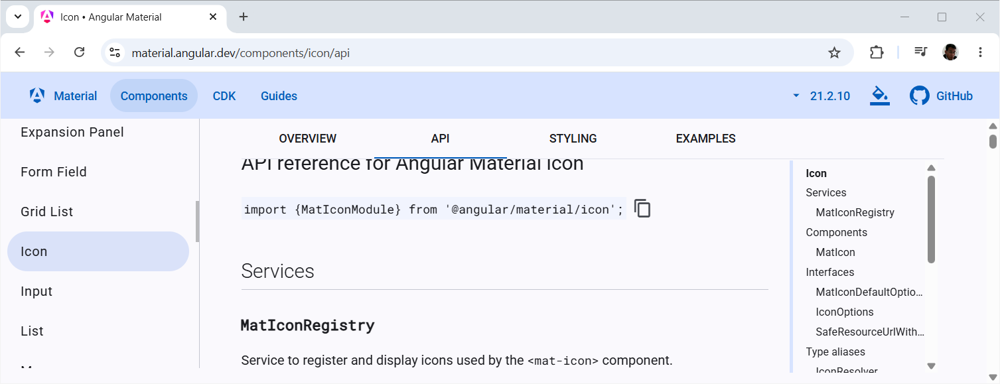 Icon • Angular Material
material.angular.dev/components/icon/api
Material Components CDK Guides 21.2.10 GitHub
Expansion Panel
Form Field
Grid List
Icon
Input
List
OVERVIEW API STYLING EXAMPLES
API reference for Angular Material icon
import {MatIconModule} from '@angular/material/icon';
Services
MatIconRegistry
Service to register and display icons used by the <mat-icon> component.
Icon
Services
MatIconRegistry
Components
MatIcon
Interfaces
MatIconDefaultOptio...
IconOptions
SafeResourceUrlWith...
Type aliases
IconResolver